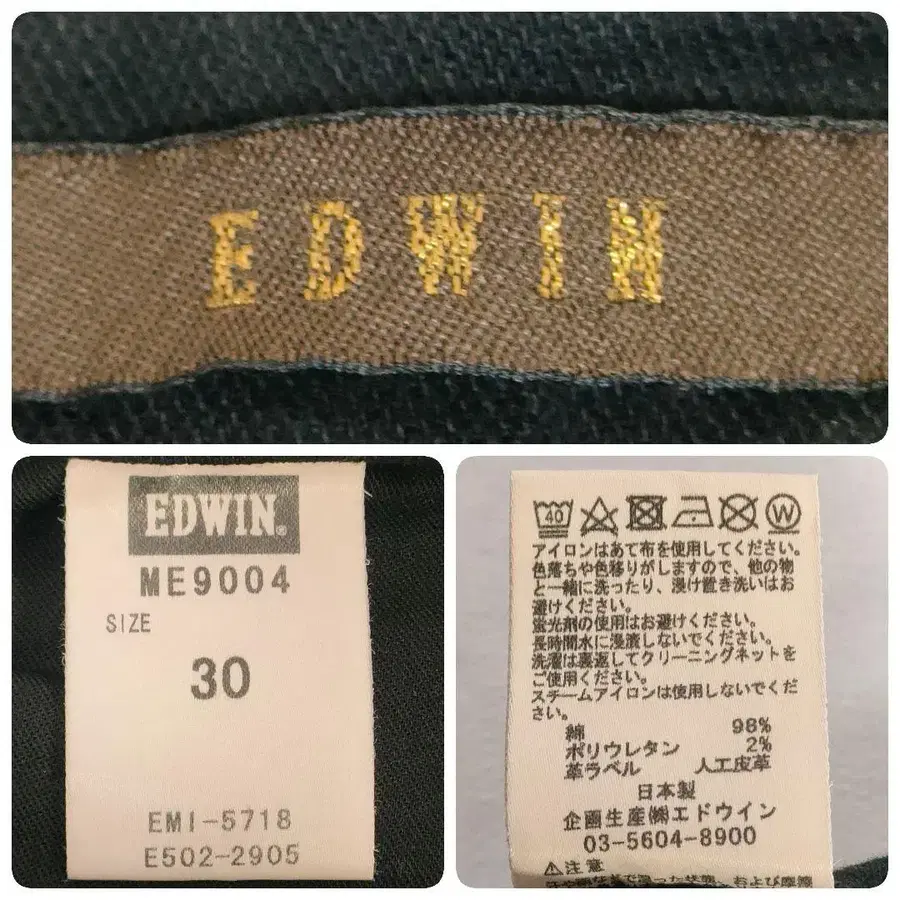 EDWIN
EDWIN®
ME9004
SIZE
30
EMI-5718
E502-2905
40
W
アイロンはあて布を使用してください。
色落ちや色移りがしますので、他の物
と一緒に洗ったり、浸け置き洗いはお
避けください。
蛍光剤の使用はお避けください。
長時間水に浸漬しないでください。
洗濯は裏返してクリーニングネットを
ご使用ください。
スチームアイロンは使用しないでくだ
さい。
綿 98%
ポリウレタン 2%
革ラベル 人工皮革
日本製
企画生産㈱エドウイン
03-5604-8900
⚠注意